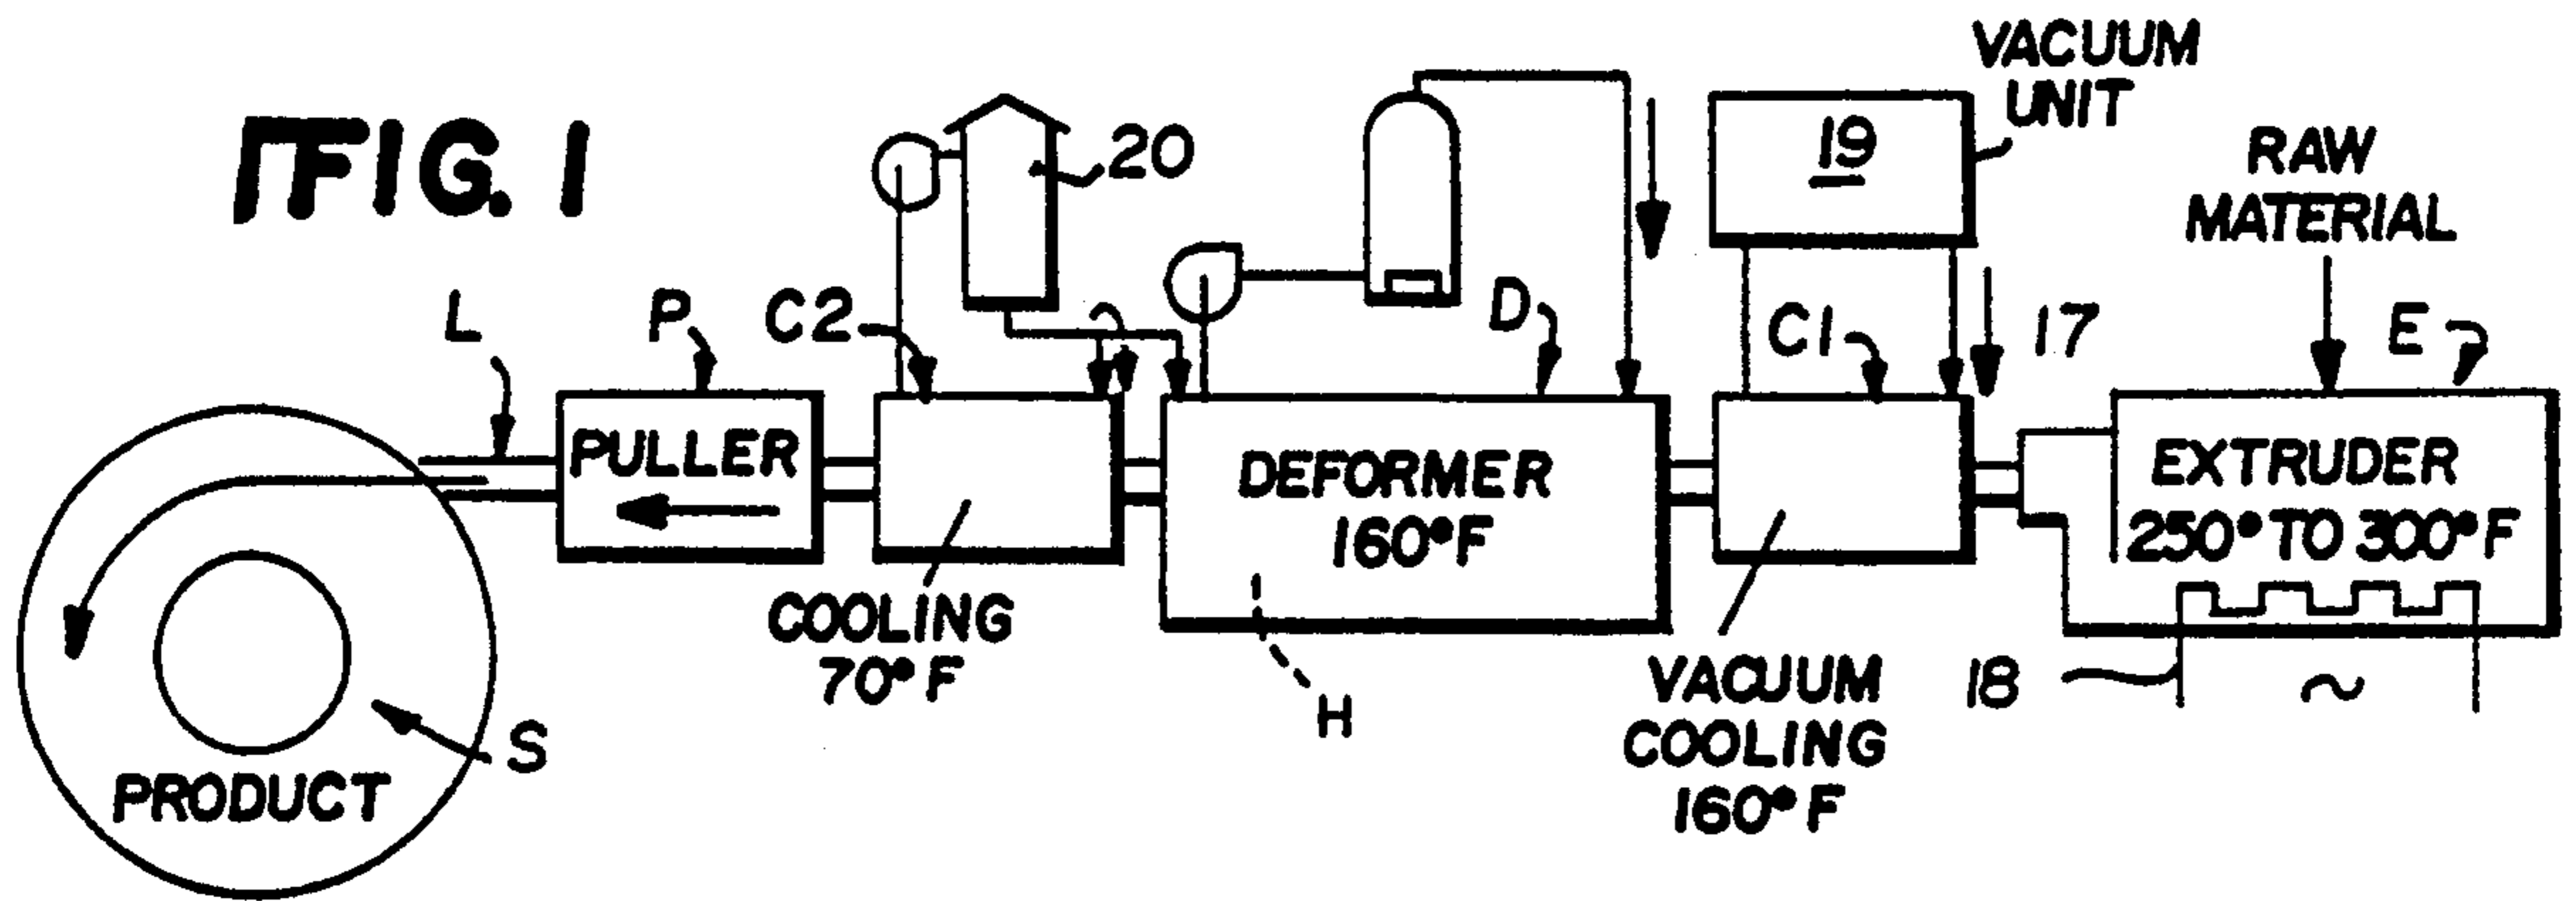 FIG. 1
VACUUM
UNIT
19
20
RAW
MATERIAL
L
P
C2
D
C1
17
E
PULLER
DEFORMER
160°F
EXTRUDER
250° TO 300°F
COOLING
70°F
H
VACUUM
COOLING
160°F
18
~
S
PRODUCT